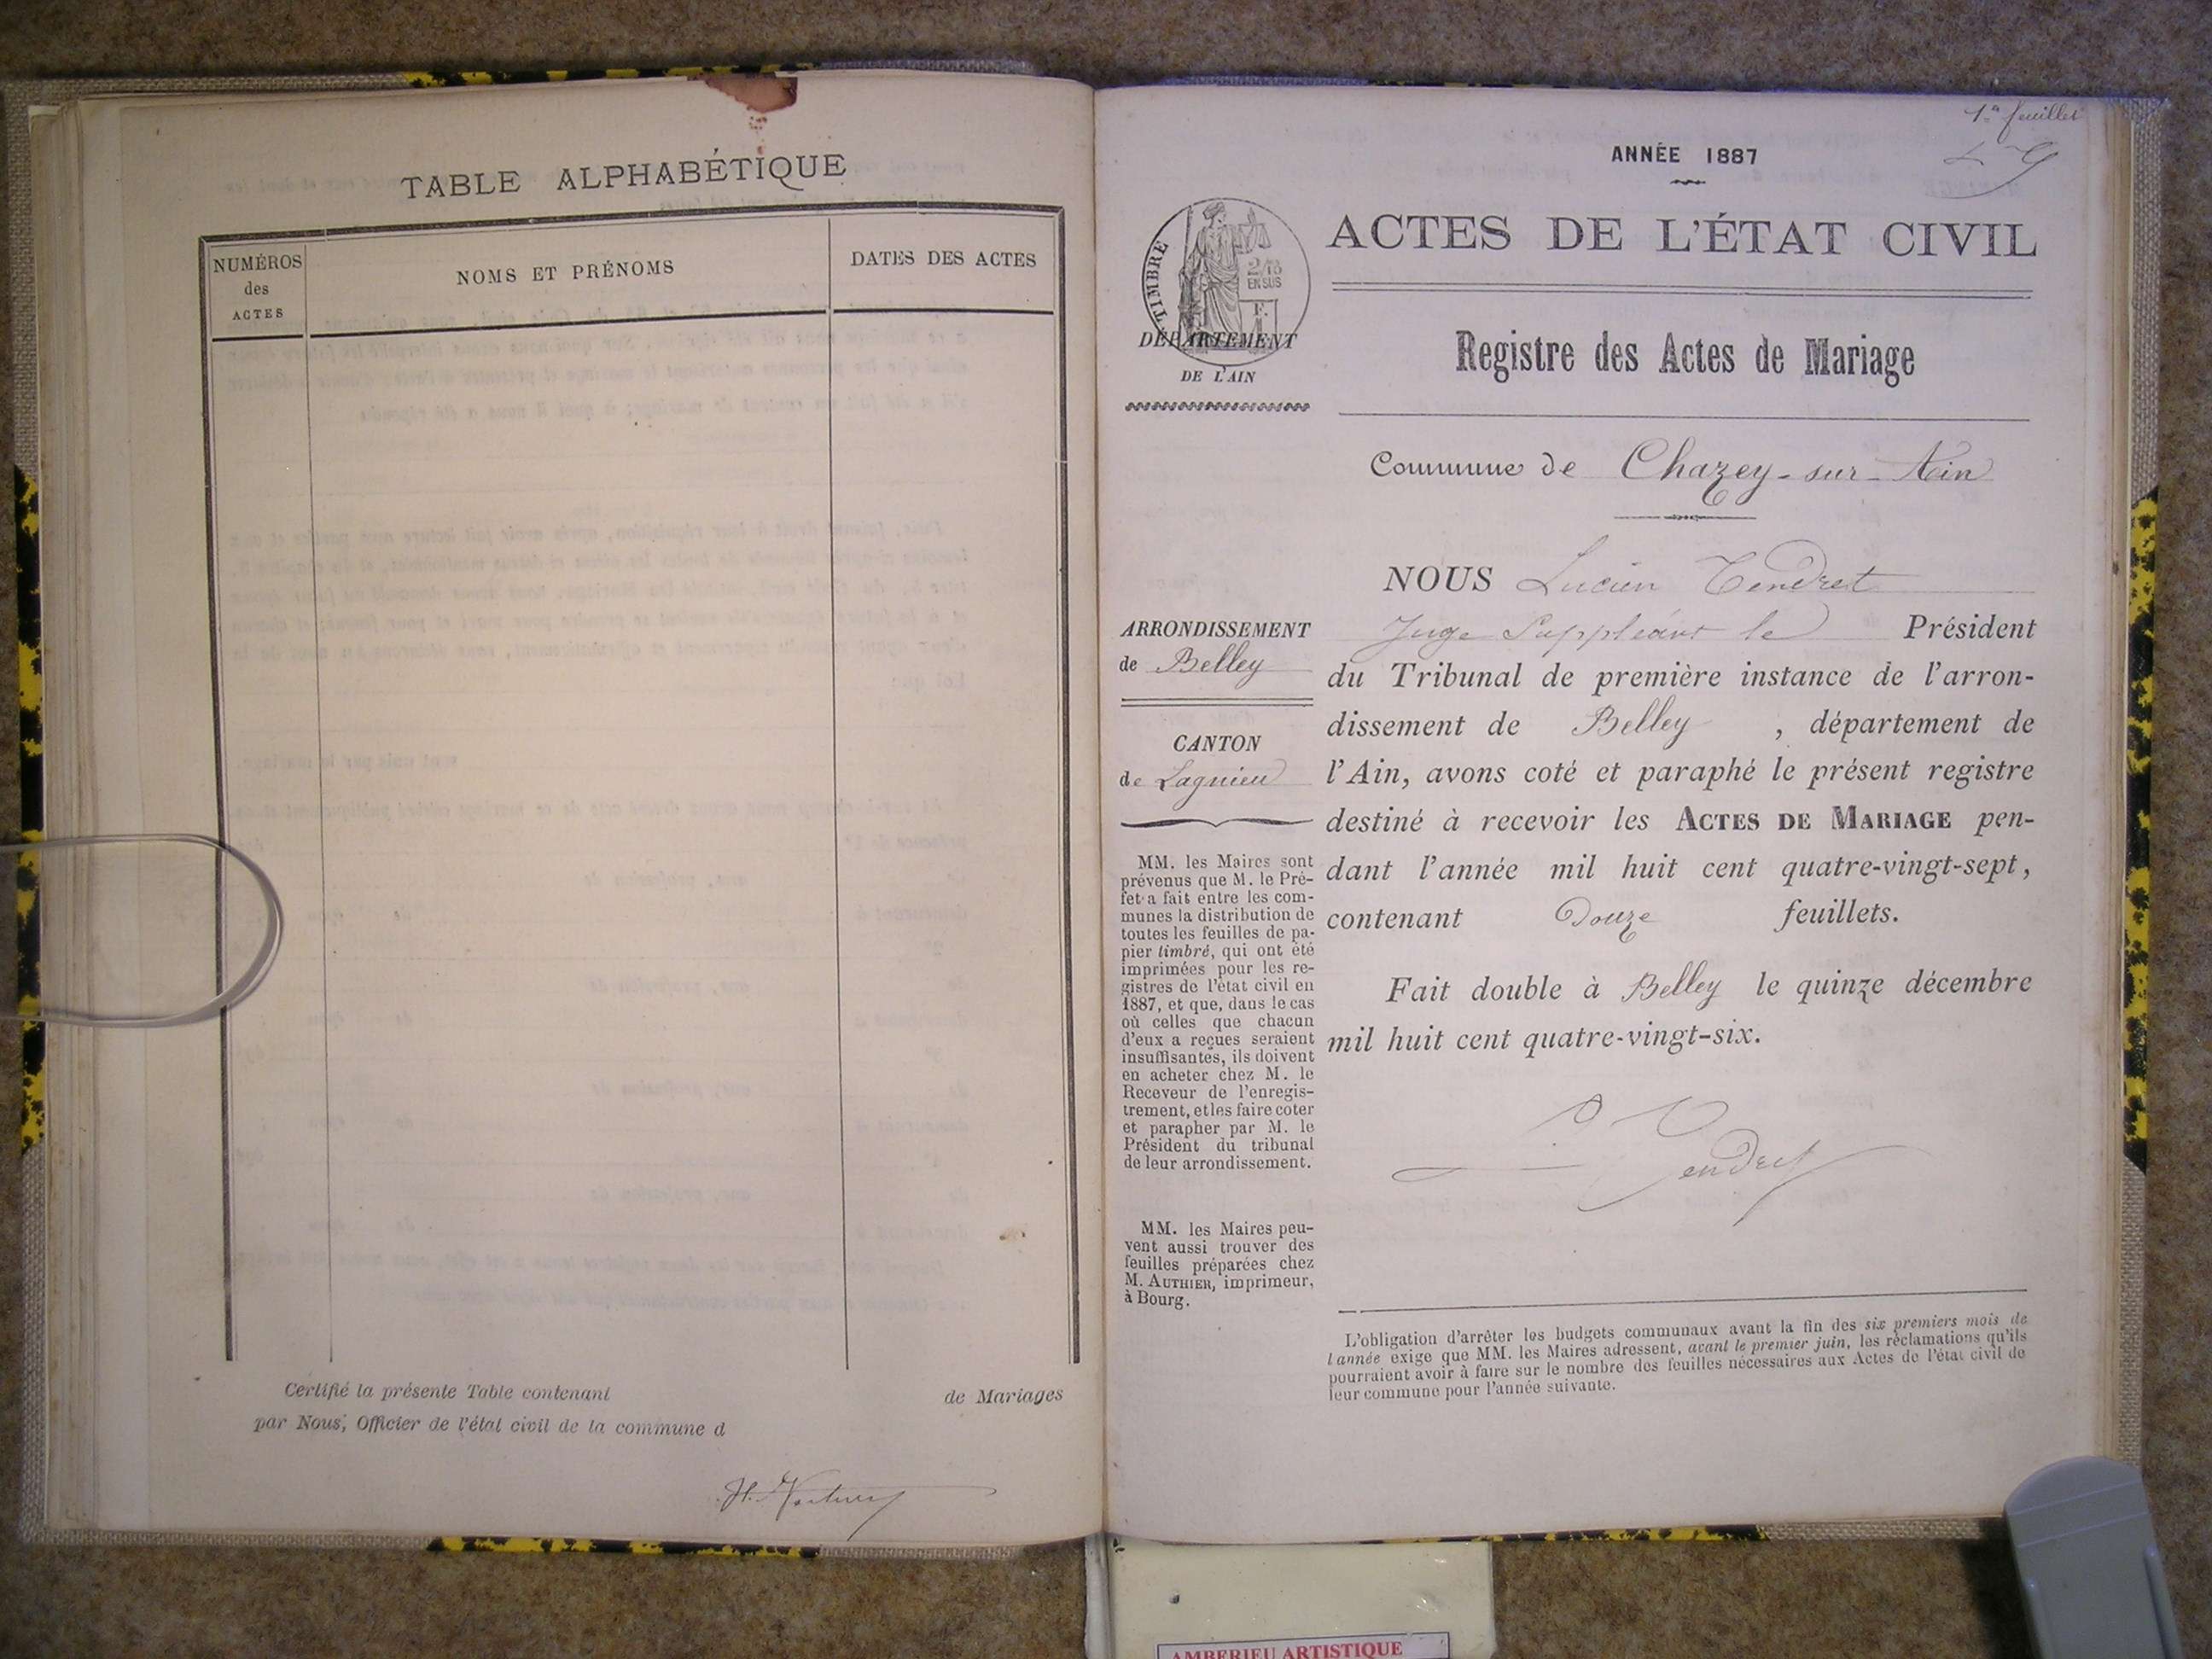 TABLE ALPHABÉTIQUE
NUMÉROS
des
ACTES
NOMS ET PRÉNOMS
DATES DES ACTES
Certifié la présente Table contenant de Mariages
par Nous, Officier de l'état civil de la commune d
1er feuillet
ANNÉE 1887
TIMBRE
2/10
EN SUS
ACTES DE L'ÉTAT CIVIL
DÉPARTEMENT
DE L'AIN
Registre des Actes de Mariage
Commune de Chazey-sur-Ain
NOUS Lucien Tendret
Juge Suppléant le Président
du Tribunal de première instance de l'arron-
dissement de Belley, département de
l'Ain, avons coté et paraphé le présent registre
destiné à recevoir les ACTES DE MARIAGE pen-
dant l'année mil huit cent quatre-vingt-sept,
contenant Douze feuillets.
Fait double à Belley le quinze décembre
mil huit cent quatre-vingt-six.
L. Tendret
ARRONDISSEMENT
de Belley
CANTON
de Lagnieu
MM. les Maires sont
prévenus que M. le Pré-
fet a fait entre les com-
munes la distribution de
toutes les feuilles de pa-
pier timbré, qui ont été
imprimées pour les re-
gistres de l'état civil en
1887, et que, dans le cas
où celles que chacun
d'eux a reçues seraient
insuffisantes, ils doivent
en acheter chez M. le
Receveur de l'enregis-
trement, et les faire coter
et parapher par M. le
Président du tribunal
de leur arrondissement.
MM. les Maires peu-
vent aussi trouver des
feuilles préparées chez
M. AUTHIER, imprimeur,
à Bourg.
L'obligation d'arrêter les budgets communaux avant la fin des six premiers mois de
l'année exige que MM. les Maires adressent, avant le premier juin, les réclamations qu'ils
pourraient avoir à faire sur le nombre des feuilles nécessaires aux Actes de l'état civil de
leur commune pour l'année suivante.
AMBERIEU ARTISTIQUE